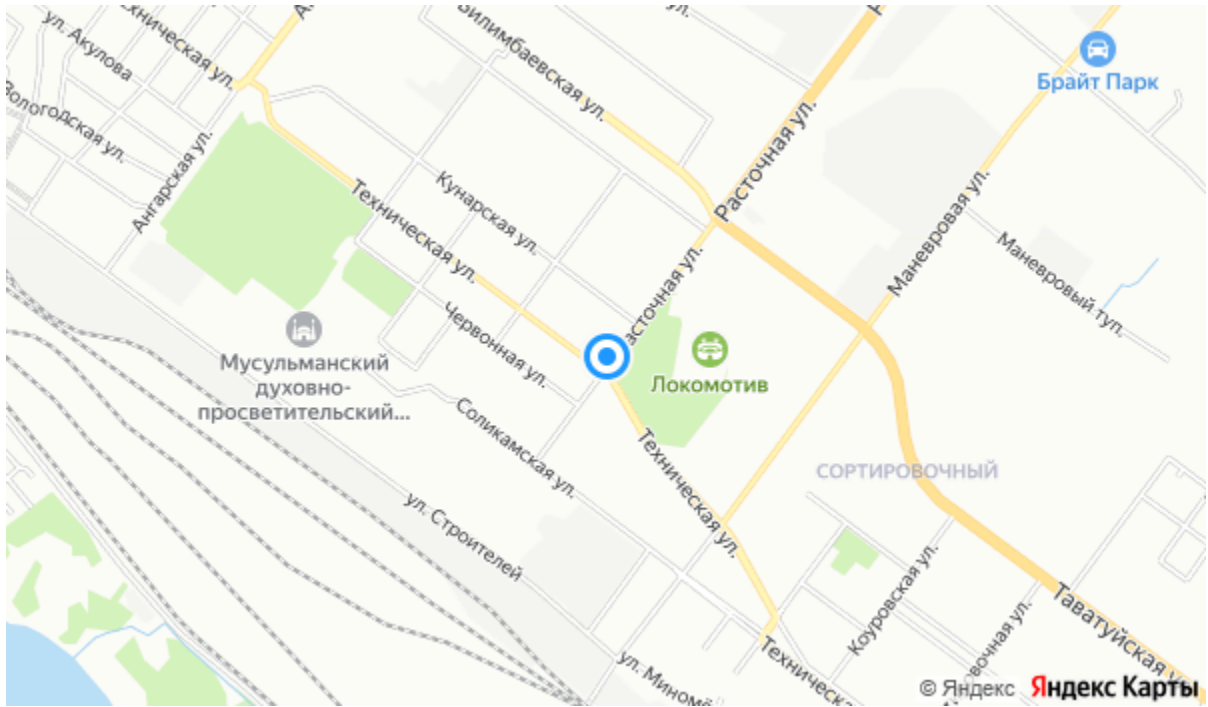 ул. Акулова
Техническая ул.
Билимбаевская ул.
ул.
Брайт Парк
Вологодская ул.
Ангарская ул.
Расточная ул.
Кунарская ул.
Техническая ул.
Маневровая ул.
Маневровый туп.
Расточная ул.
Червонная ул.
Мусульманский
духовно-
просветительский...
Локомотив
Соликамская ул.
Техническая ул.
СОРТИРОВОЧНЫЙ
ул. Строителей
Коуровская ул.
Таватуйская ул.
© Яндекс Яндекс Карты